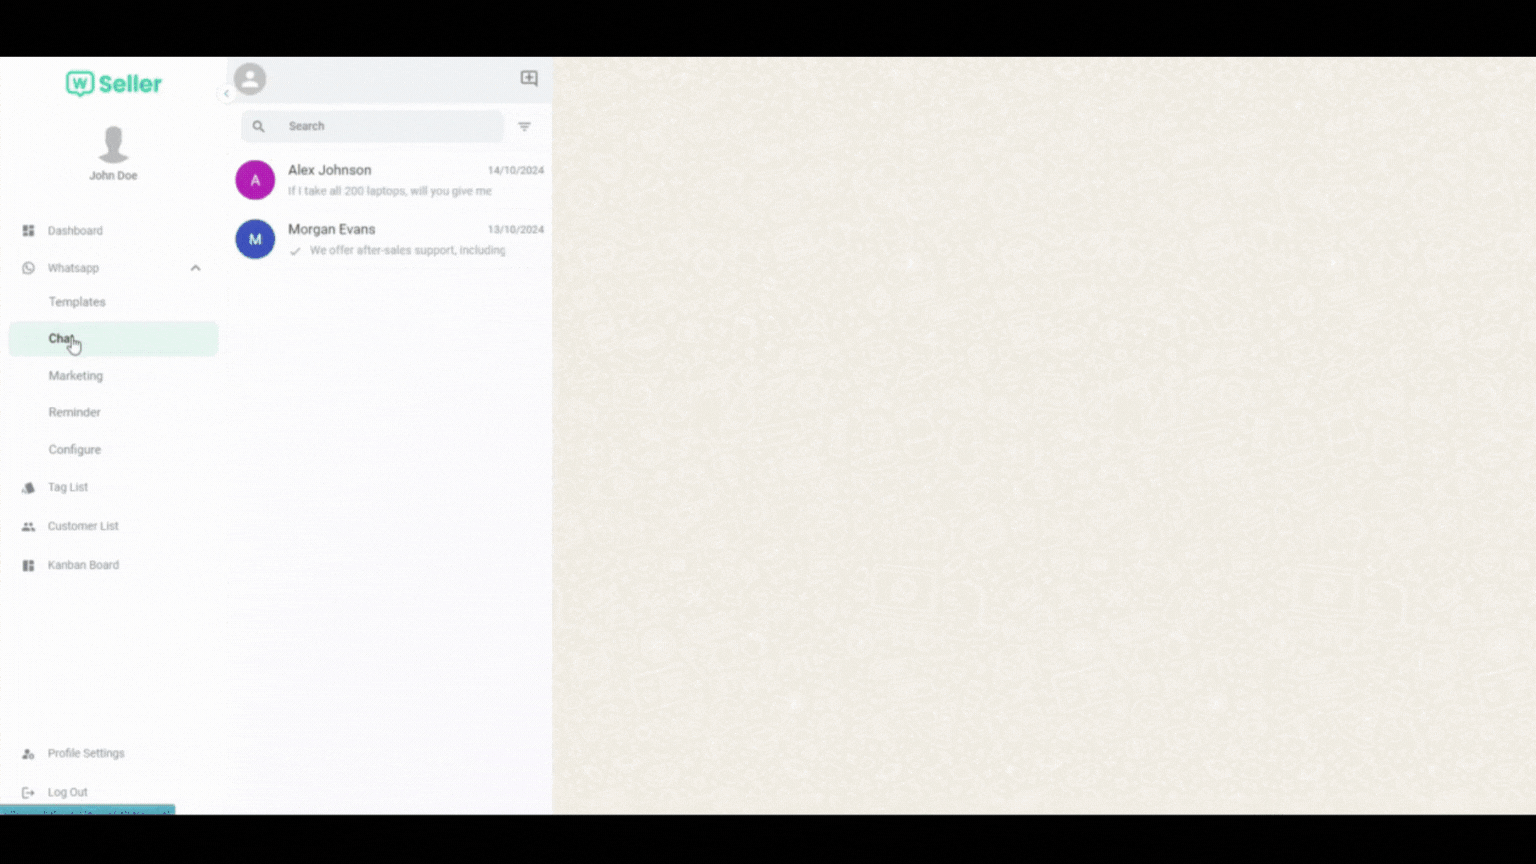 W Seller
John Doe
Dashboard
Whatsapp
Templates
Chat
Marketing
Reminder
Configure
Tag List
Customer List
Kanban Board
Profile Settings
Log Out
Search
A
Alex Johnson
14/10/2024
If I take all 200 laptops, will you give me
M
Morgan Evans
13/10/2024
We offer after-sales support, including